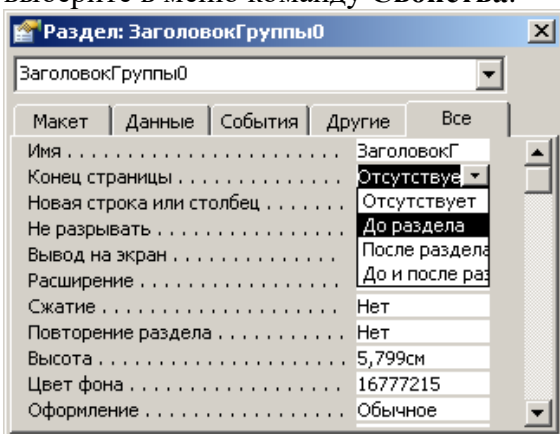 выберите в меню команду Свойства.
Раздел: ЗаголовокГруппы0
ЗаголовокГруппы0
Макет Данные События Другие Все
Имя . . . . . . . . . . . . . . . . . . . . . . . ЗаголовокГ
Конец страницы . . . . . . . . . . . . . Отсутствуе
Новая строка или столбец . . . . . . . Отсутствует
Не разрывать . . . . . . . . . . . . . . . До раздела
Вывод на экран . . . . . . . . . . . . . . После раздела
Расширение . . . . . . . . . . . . . . . . . До и после раз
Сжатие . . . . . . . . . . . . . . . . . . . . Нет
Повторение раздела . . . . . . . . . . Нет
Высота . . . . . . . . . . . . . . . . . . . . 5,799см
Цвет фона . . . . . . . . . . . . . . . . . . 16777215
Оформление . . . . . . . . . . . . . . . . . Обычное